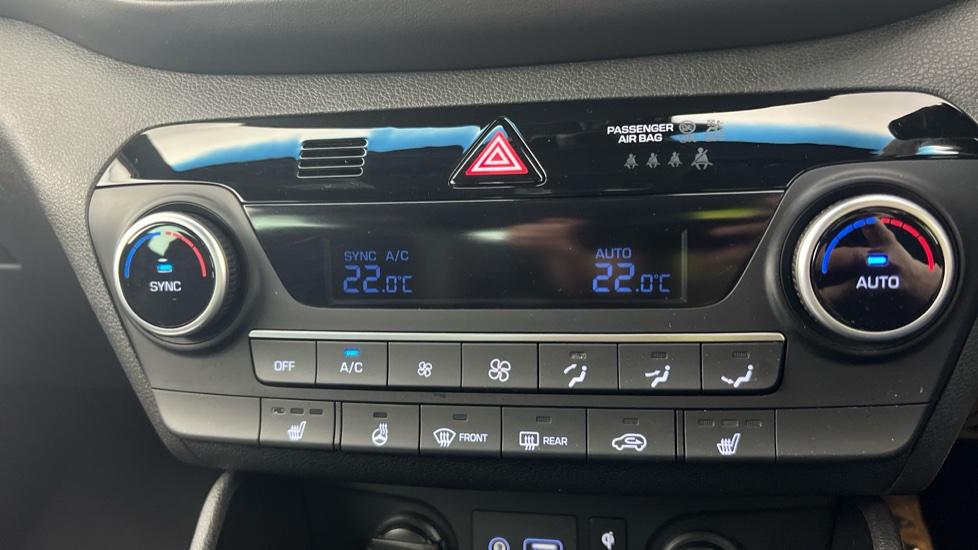 PASSENGER
AIR BAG
SYNC A/C
AUTO
22.0°C
22.0°C
SYNC
AUTO
OFF
A/C
FRONT
REAR